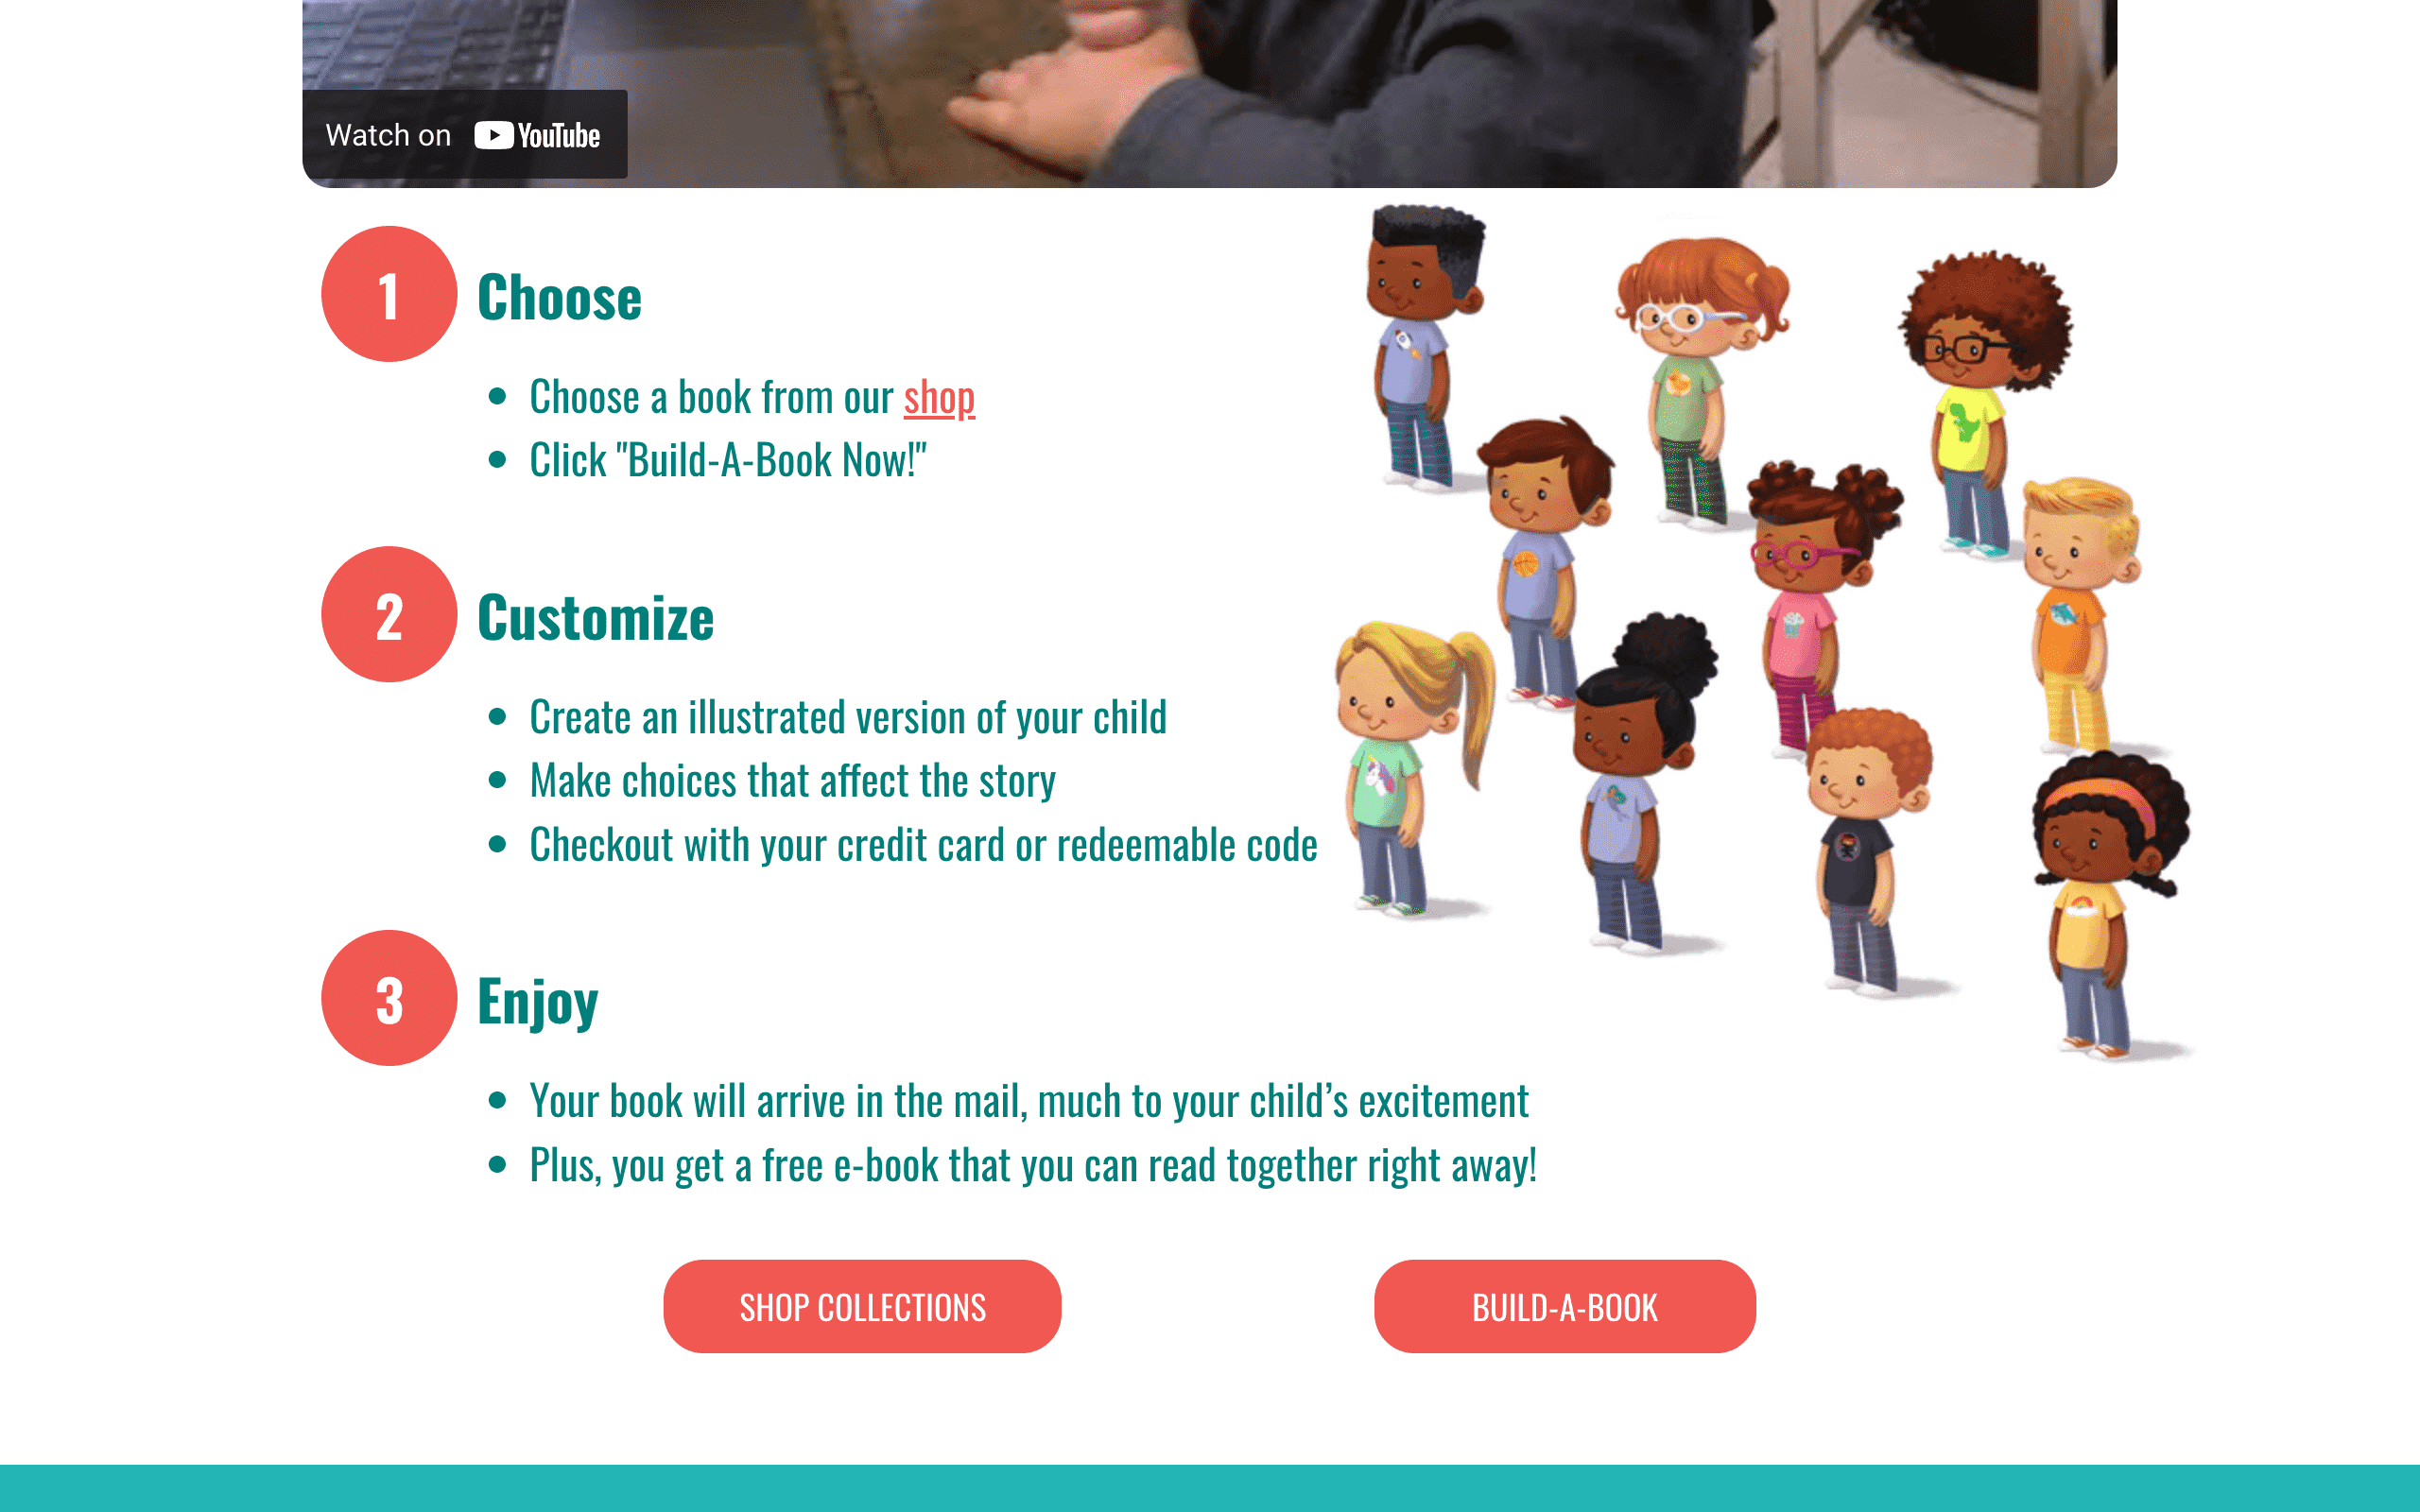 Watch on YouTube
1 Choose
Choose a book from our shop
Click "Build-A-Book Now!"
2 Customize
Create an illustrated version of your child
Make choices that affect the story
Checkout with your credit card or redeemable code
3 Enjoy
Your book will arrive in the mail, much to your child’s excitement
Plus, you get a free e-book that you can read together right away!
SHOP COLLECTIONS
BUILD-A-BOOK